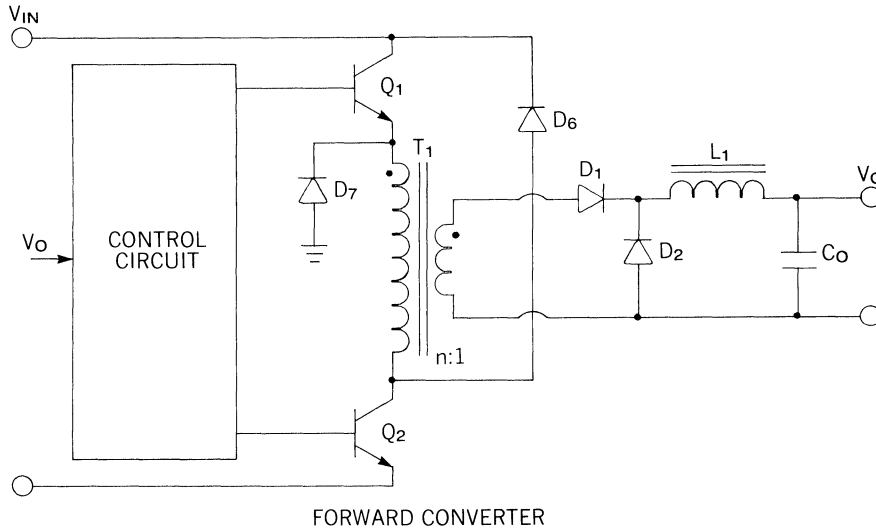 VIN
Q1
T1
D6
D7
D1
L1
VO
D2
CO
VO
CONTROL
CIRCUIT
n:1
Q2
FORWARD CONVERTER